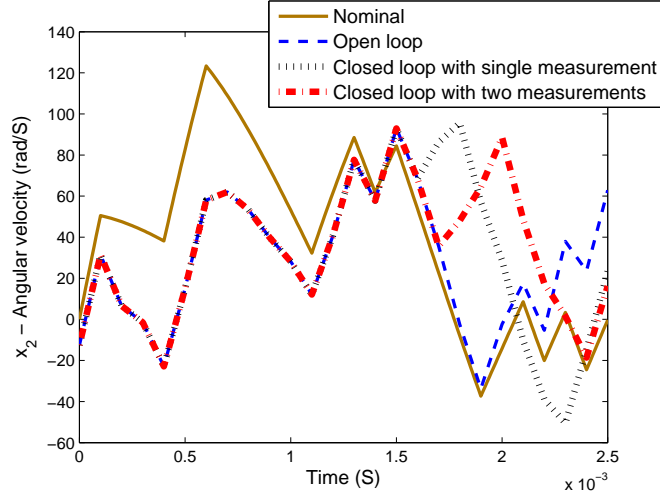 Nominal
Open loop
Closed loop with single measurement
Closed loop with two measurements
140
120
100
80
60
40
20
0
−20
−40
−60
x2 − Angular velocity (rad/S)
0 0.5 1 1.5 2 2.5
Time (S)
x 10−3